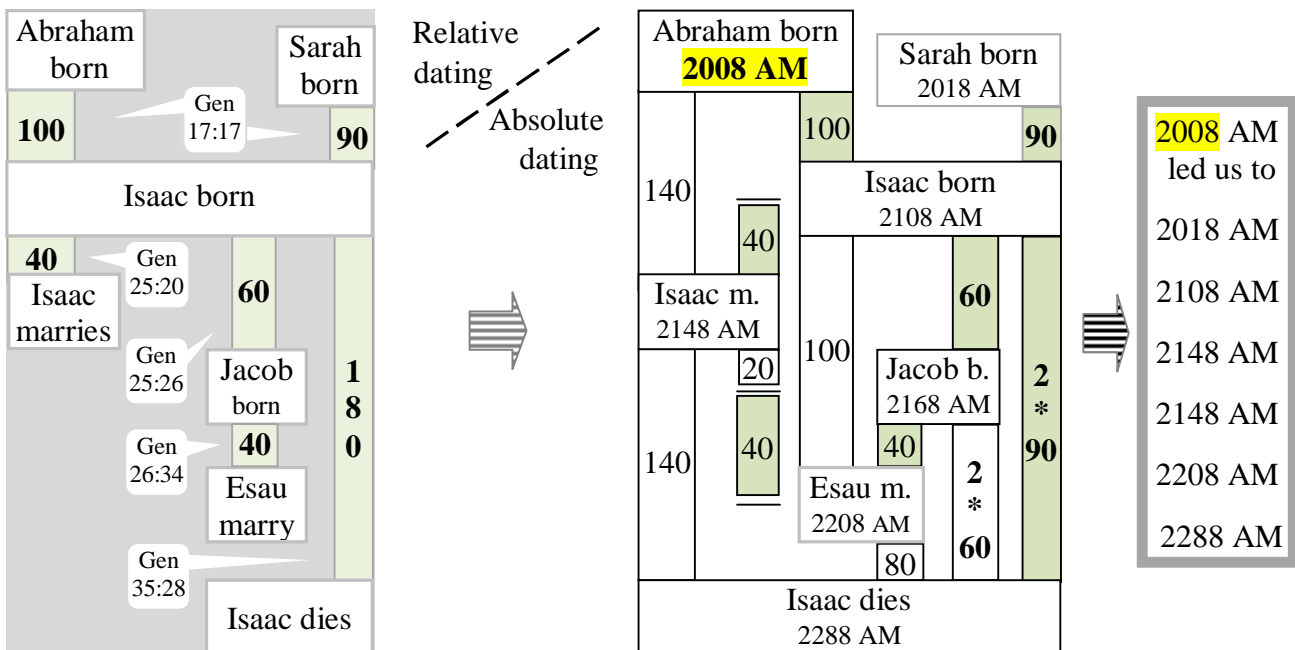 Abraham
born
Sarah
born
Gen
17:17
100
90
Isaac born
40
Gen
25:20
Isaac
marries
60
Gen
25:26
Jacob
born
1
8
0
Gen
26:34
40
Esau
marry
Gen
35:28
Isaac dies
Relative
dating
Absolute
dating
Abraham born
2008 AM
Sarah born
2018 AM
100
90
140
Isaac born
2108 AM
40
Isaac m.
2148 AM
60
20
100
Jacob b.
2168 AM
2
*
90
40
140
40
Esau m.
2208 AM
2
*
60
80
Isaac dies
2288 AM
2008 AM
led us to
2018 AM
2108 AM
2148 AM
2148 AM
2208 AM
2288 AM